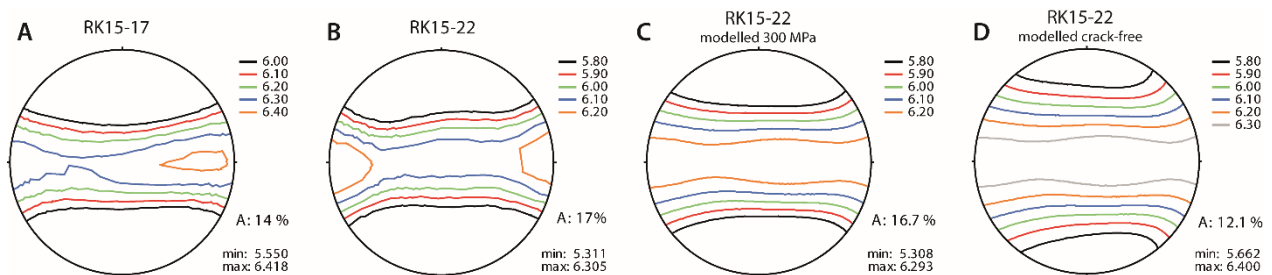 A
RK15-17
6.00
6.10
6.20
6.30
6.40
A: 14 %
min: 5.550
max: 6.418
B
RK15-22
5.80
5.90
6.00
6.10
6.20
A: 17%
min: 5.311
max: 6.305
C
RK15-22
modelled 300 MPa
5.80
5.90
6.00
6.10
6.20
A: 16.7 %
min: 5.308
max: 6.293
D
RK15-22
modelled crack-free
5.80
5.90
6.00
6.10
6.20
6.30
A: 12.1 %
min: 5.662
max: 6.400